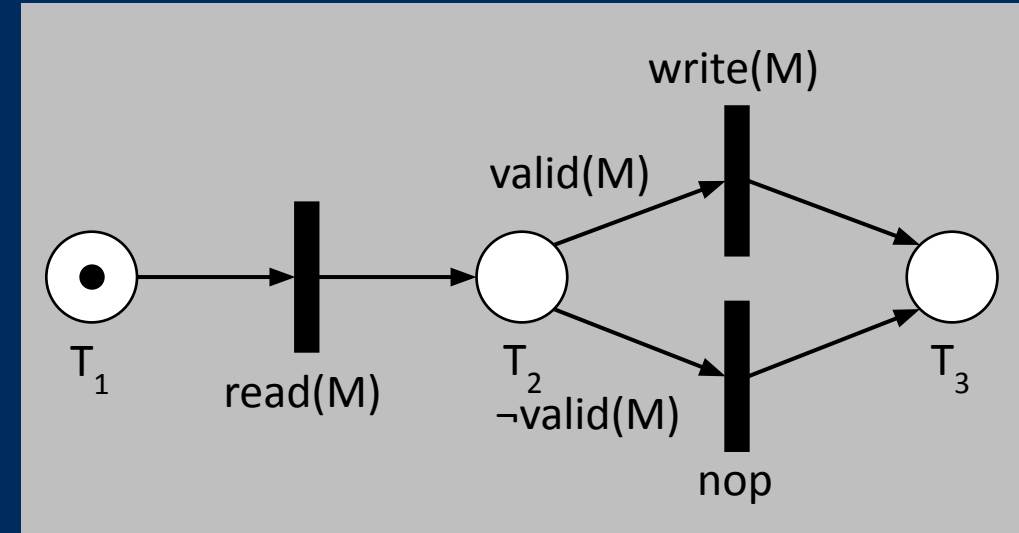 write(M)
valid(M)
T₁
read(M)
T₂
¬valid(M)
T₃
nop